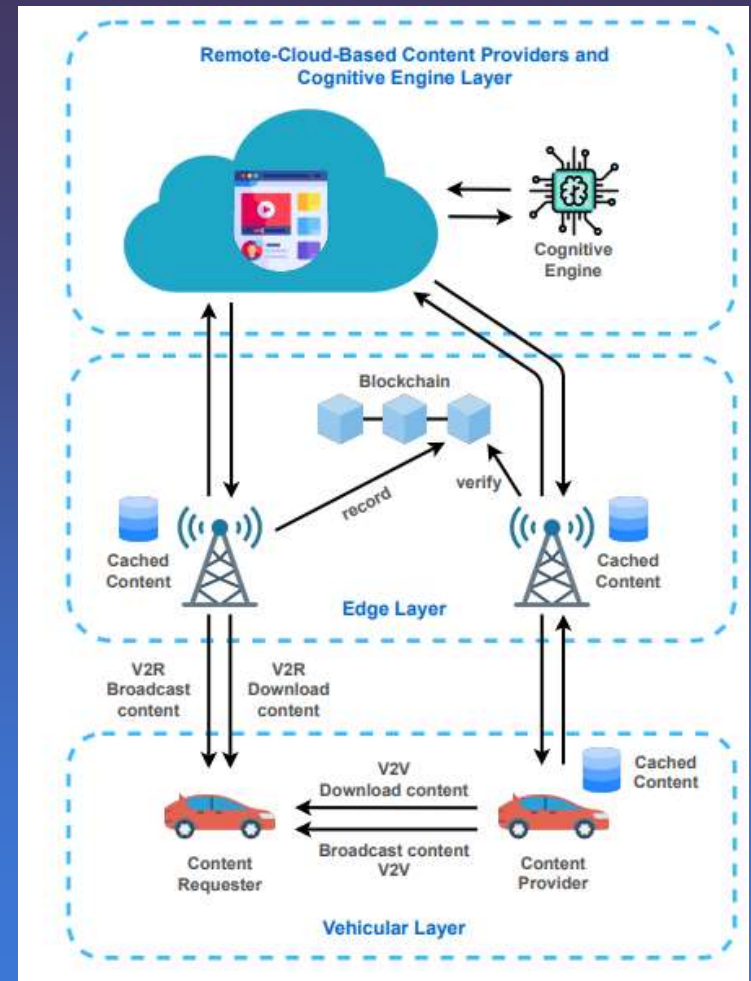 Remote-Cloud-Based Content Providers and
Cognitive Engine Layer
Cognitive
Engine
Blockchain
record
verify
Cached
Content
Cached
Content
Edge Layer
V2R
Broadcast
content
V2R
Download
content
V2V
Download content
Cached
Content
Broadcast content
V2V
Content
Requester
Content
Provider
Vehicular Layer